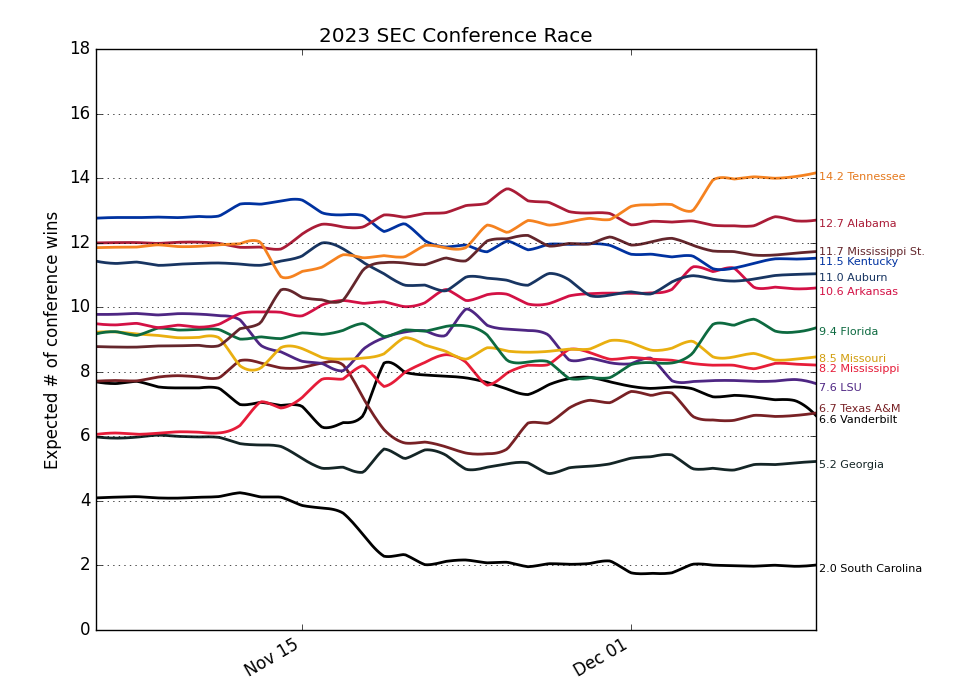 2023 SEC Conference Race
Expected # of conference wins
18
16
14
12
10
8
6
4
2
0
Nov 15
Dec 01
14.2 Tennessee
12.7 Alabama
11.7 Mississippi St.
11.5 Kentucky
11.0 Auburn
10.6 Arkansas
9.4 Florida
8.5 Missouri
8.2 Mississippi
7.6 LSU
6.7 Texas A&M
6.6 Vanderbilt
5.2 Georgia
2.0 South Carolina